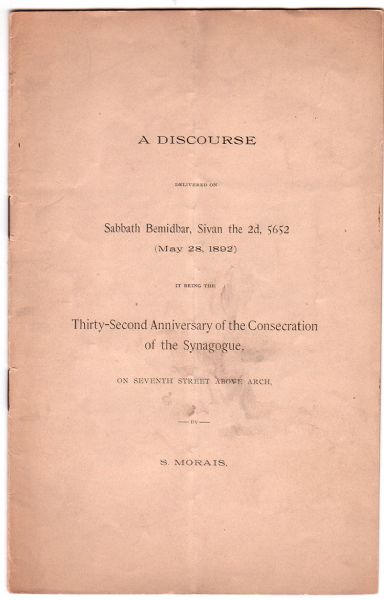 A DISCOURSE
DELIVERED ON
Sabbath Bemidbar, Sivan the 2d, 5652
(May 28, 1892)
IT BEING THE
Thirty-Second Anniversary of the Consecration
of the Synagogue,
ON SEVENTH STREET ABOVE ARCH,
—BY—
S. MORAIS.